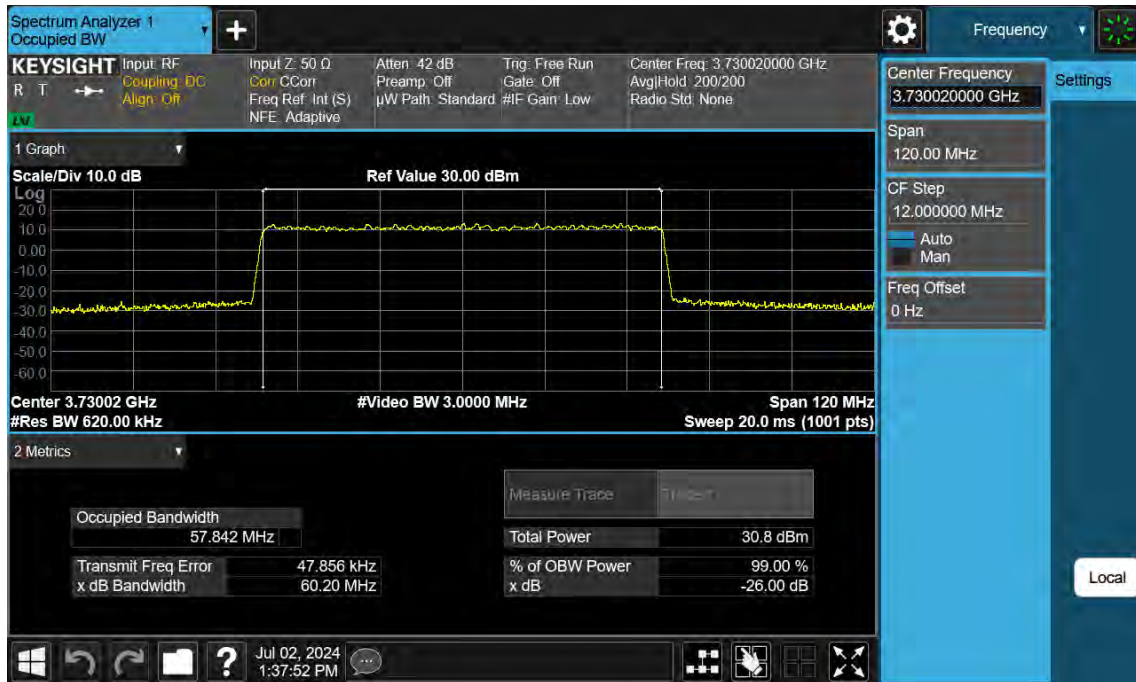 Spectrum Analyzer 1
Occupied BW
+
Frequency
KEYSIGHT Input: RF Input Z: 50 Ω Atten: 42 dB Trig: Free Run Center Freq: 3.730020000 GHz
R T Coupling: DC Corr CCorr Preamp: Off Gate: Off Avg|Hold: 200/200
Align: Off Freq Ref: Int (S) µW Path: Standard #IF Gain: Low Radio Std: None
NFE: Adaptive
LXI
Center Frequency
3.730020000 GHz
Settings
Span
120.00 MHz
CF Step
12.000000 MHz
Auto
Man
Freq Offset
0 Hz
Local
1 Graph
Scale/Div 10.0 dB Ref Value 30.00 dBm
Log
20.0
10.0
0.00
-10.0
-20.0
-30.0
-40.0
-50.0
-60.0
Center 3.73002 GHz #Video BW 3.0000 MHz Span 120 MHz
#Res BW 620.00 kHz Sweep 20.0 ms (1001 pts)
2 Metrics
Measure Trace
Occupied Bandwidth
57.842 MHz
Total Power 30.8 dBm
Transmit Freq Error 47.856 kHz % of OBW Power 99.00 %
x dB Bandwidth 60.20 MHz x dB -26.00 dB
?
Jul 02, 2024
1:37:52 PM